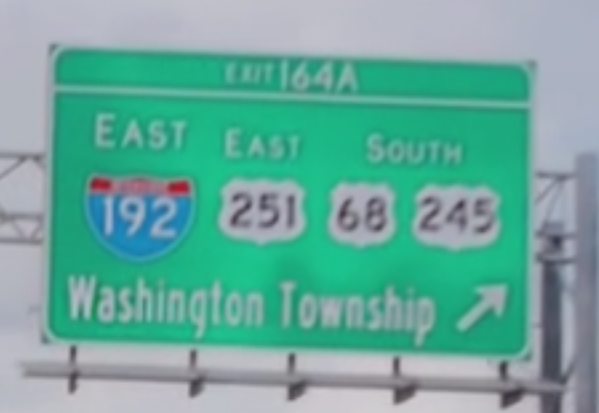 EXIT 164A
EAST EAST SOUTH
192 251 68 245
Washington Township